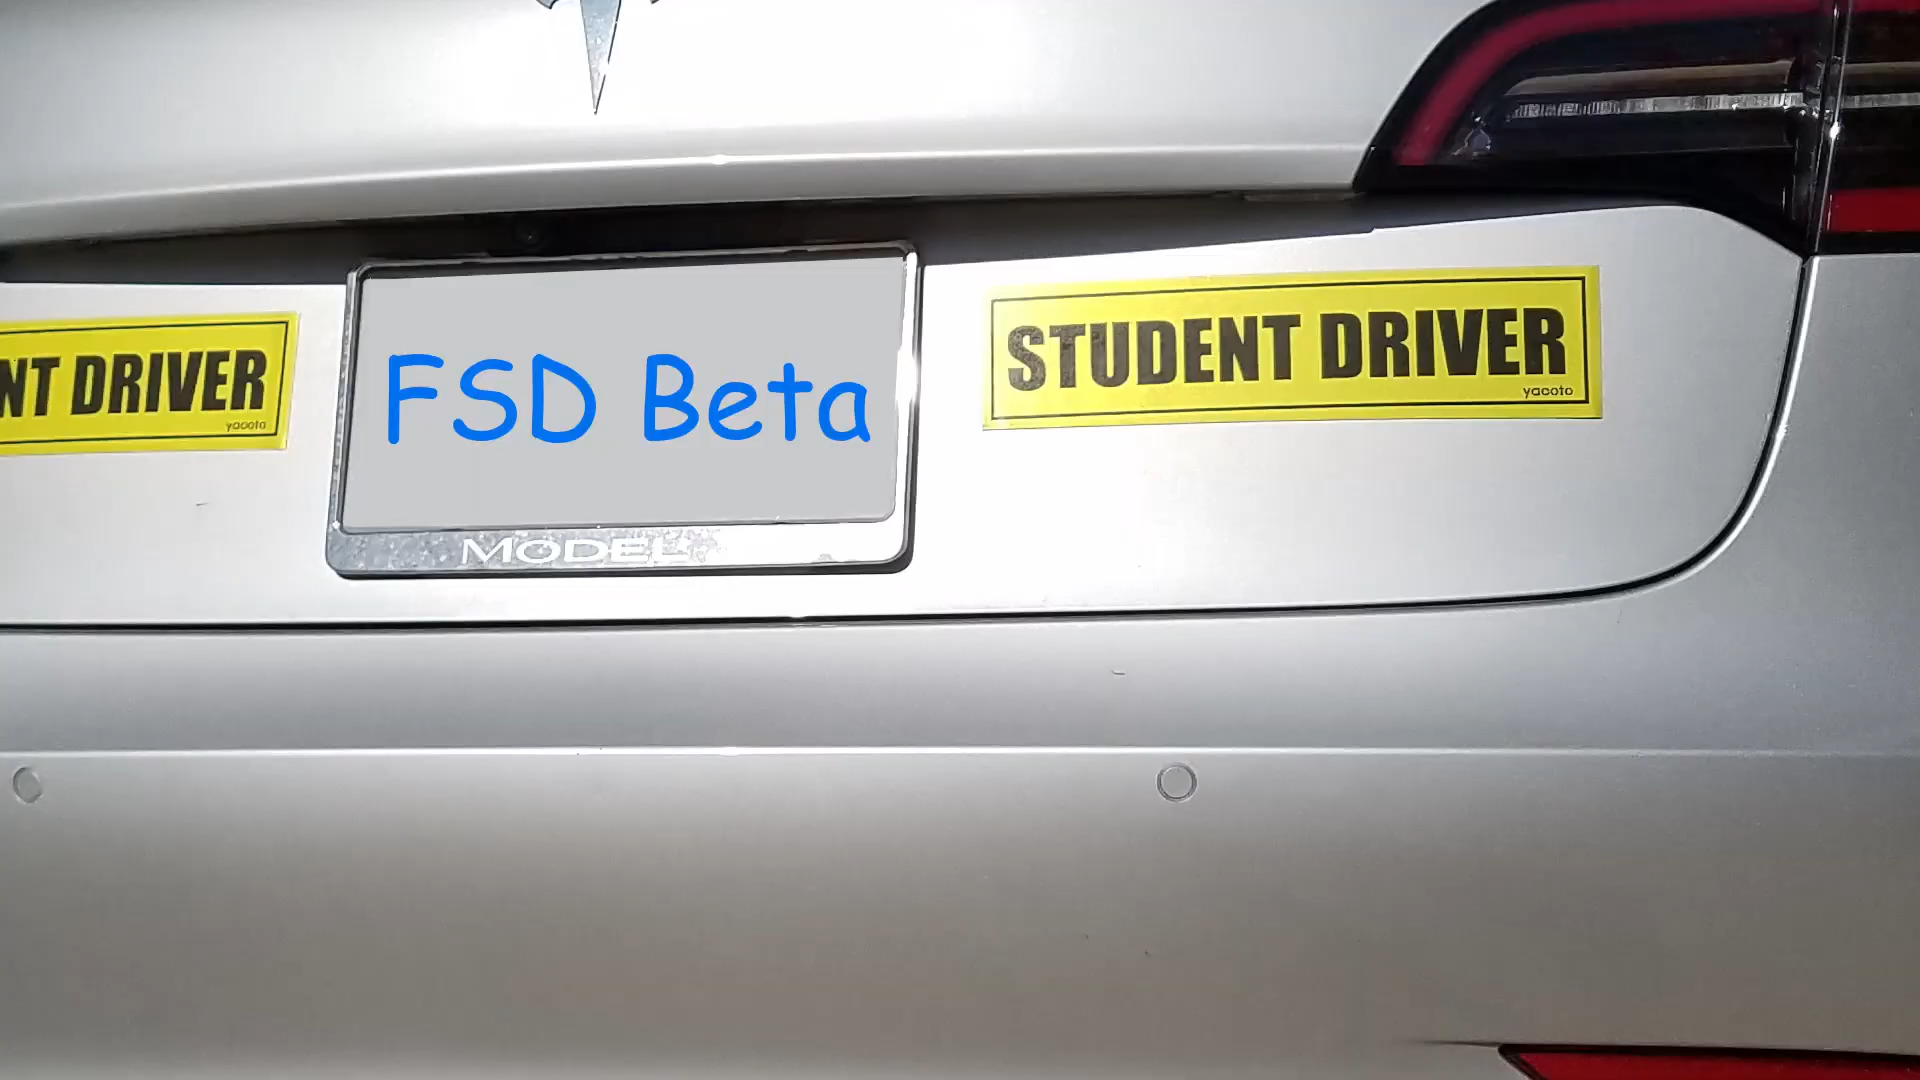 NT DRIVER
yacoto
FSD Beta
MODEL
STUDENT DRIVER
yacoto